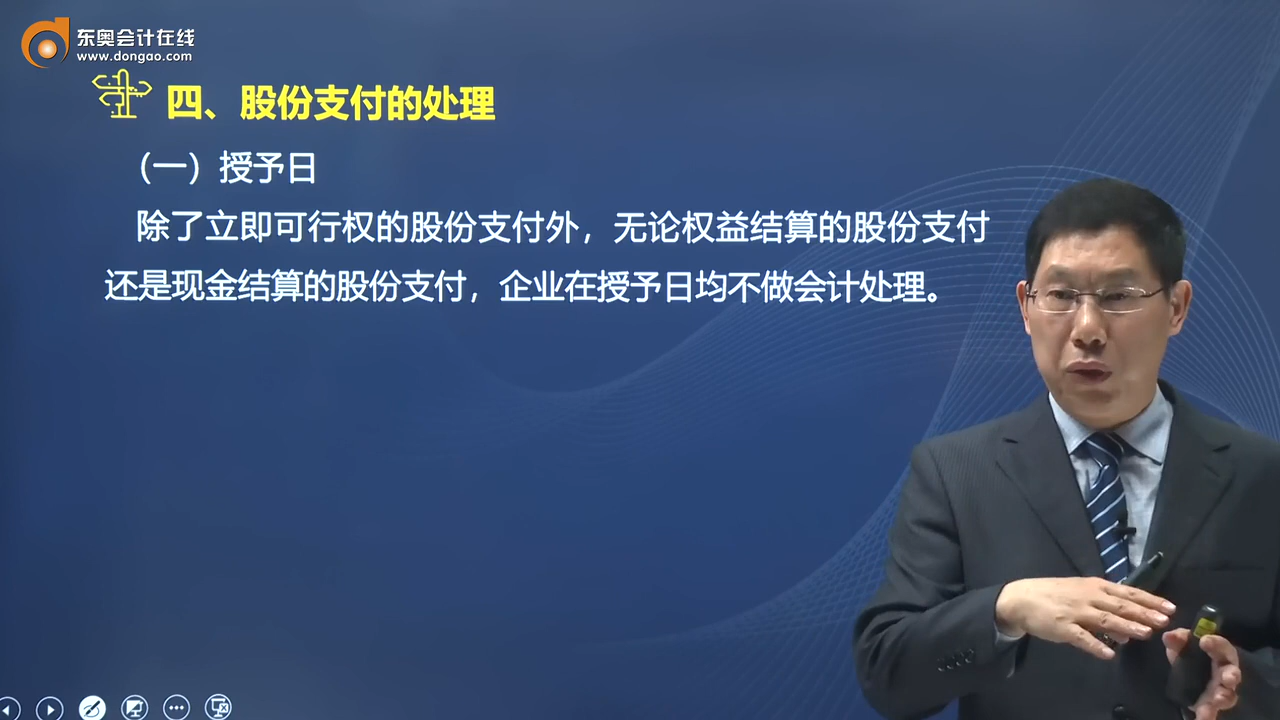 东奥会计在线
www.dongao.com
四、股份支付的处理
（一）授予日
除了立即可行权的股份支付外，无论权益结算的股份支付
还是现金结算的股份支付，企业在授予日均不做会计处理。